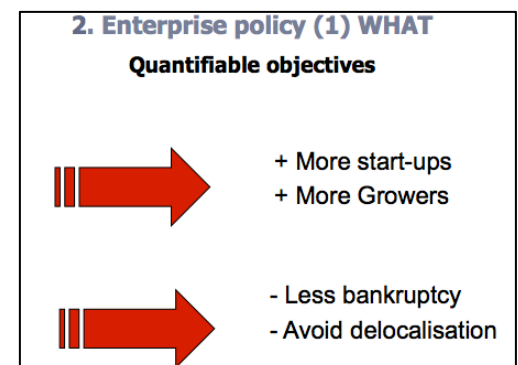 2. Enterprise policy (1) WHAT
Quantifiable objectives
+ More start-ups
+ More Growers
- Less bankruptcy
- Avoid delocalisation